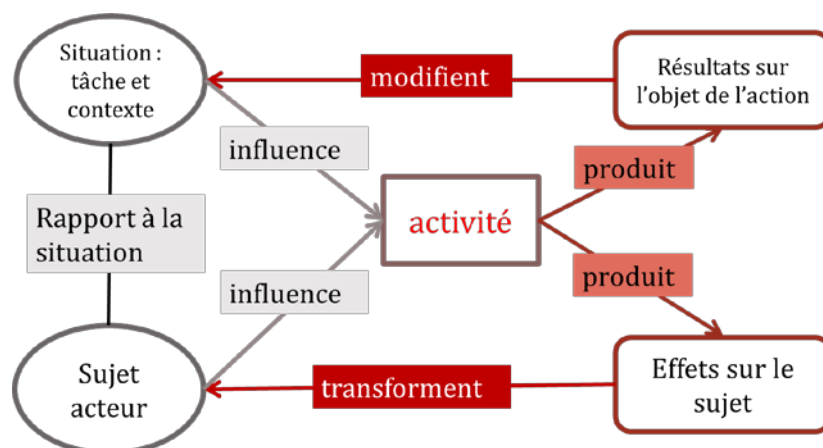 Situation :
tâche et
contexte
modifient
Résultats sur
l'objet de l'action
influence
produit
Rapport à la
situation
activité
influence
produit
Sujet
acteur
transforment
Effets sur le
sujet